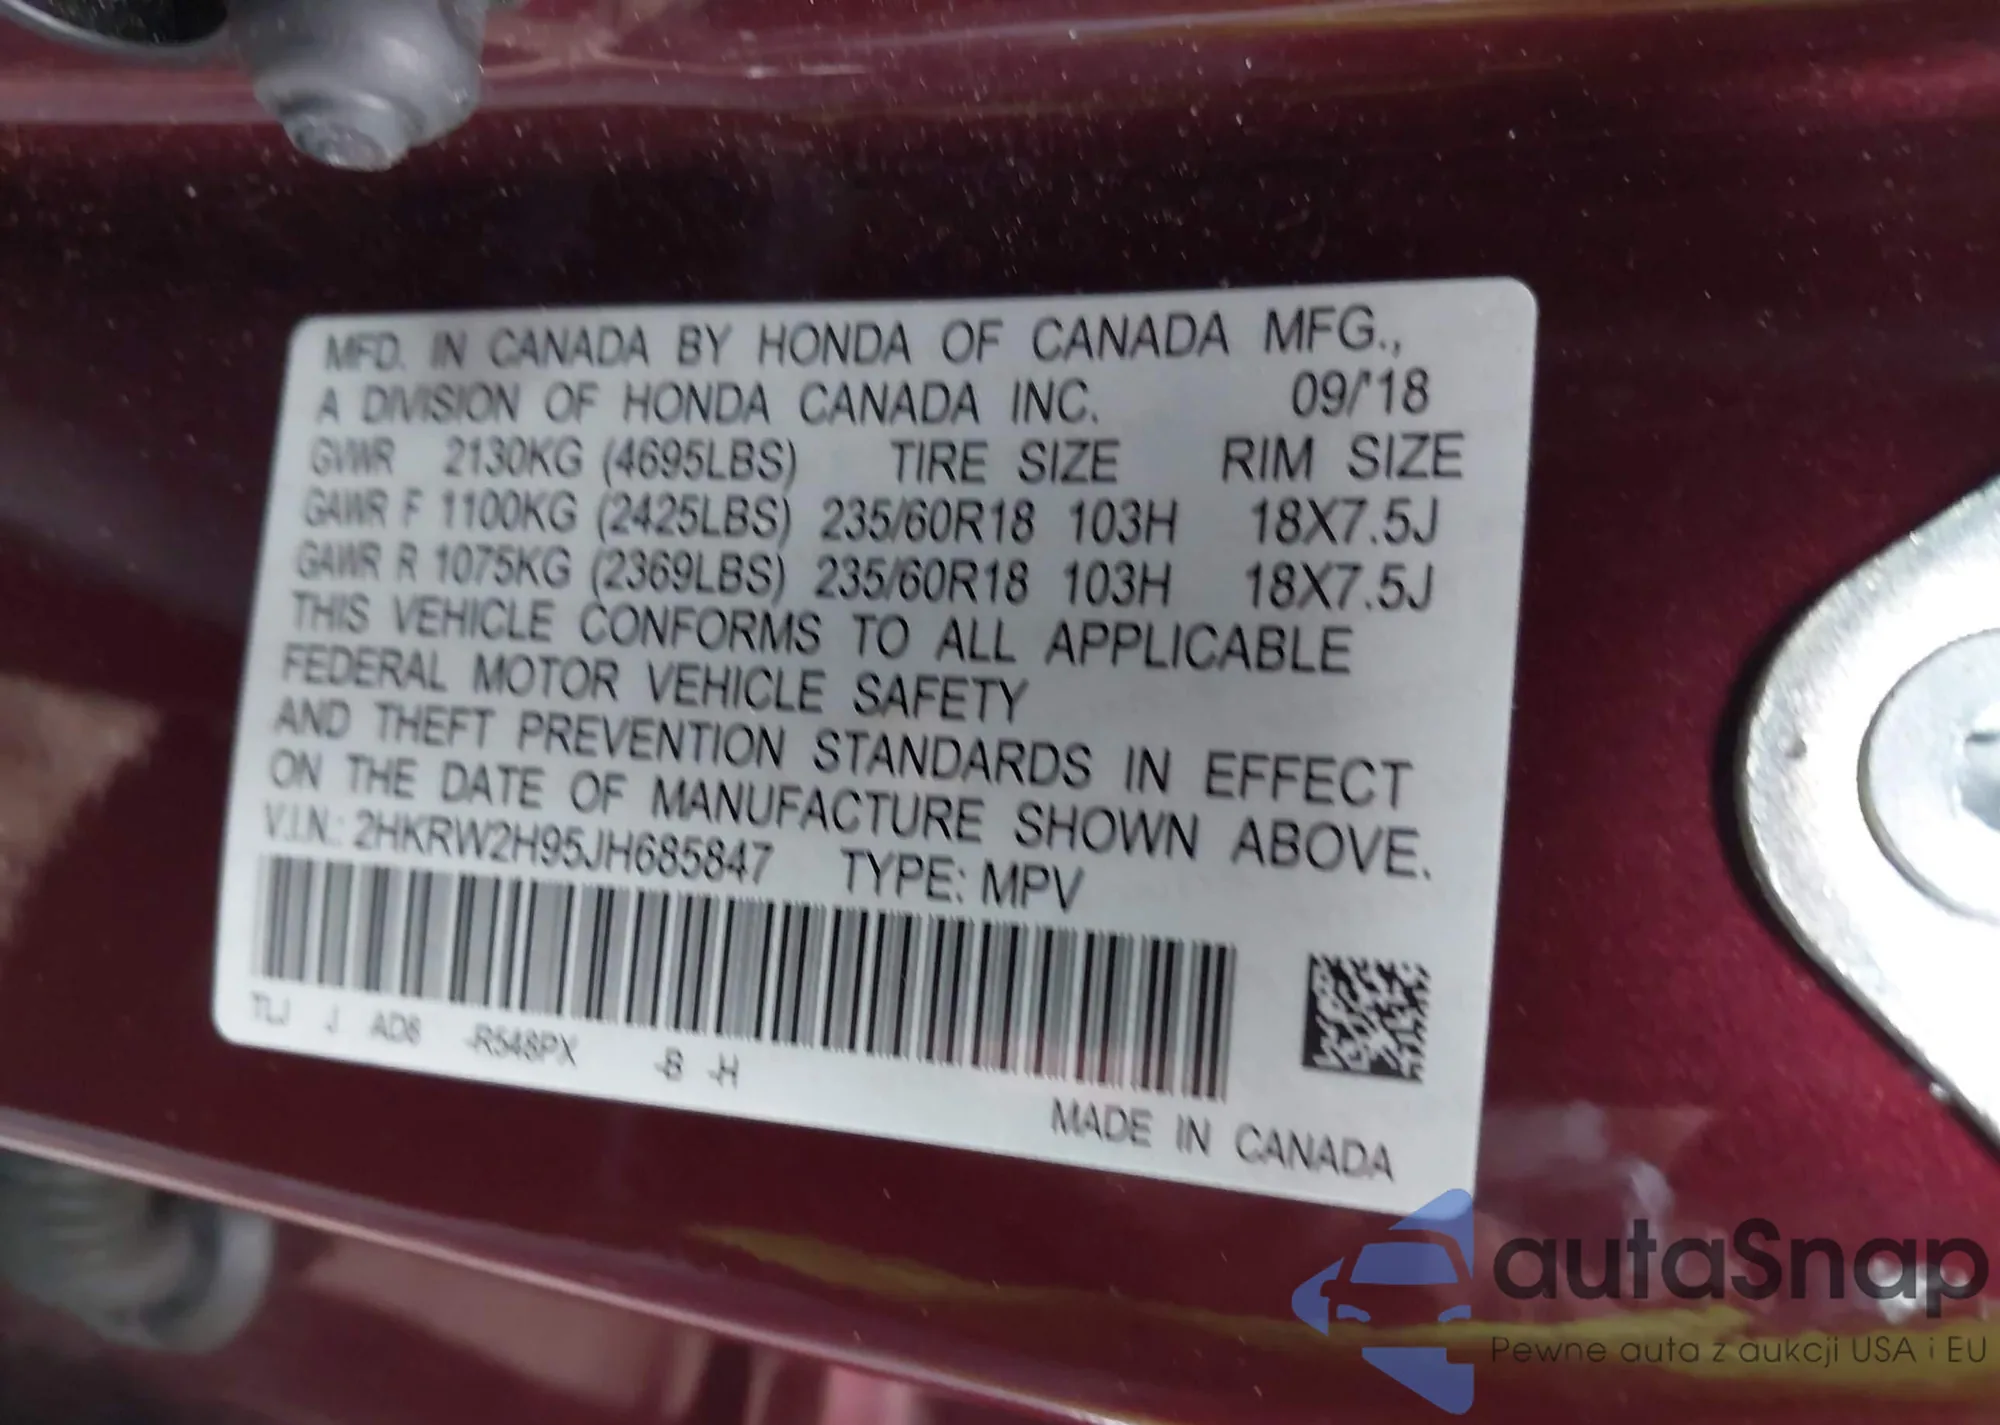 MFD. IN CANADA BY HONDA OF CANADA MFG.,
A DIVISION OF HONDA CANADA INC. 09/'18
GVWR 2130KG (4695LBS) TIRE SIZE RIM SIZE
GAWR F 1100KG (2425LBS) 235/60R18 103H 18X7.5J
GAWR R 1075KG (2369LBS) 235/60R18 103H 18X7.5J
THIS VEHICLE CONFORMS TO ALL APPLICABLE
FEDERAL MOTOR VEHICLE SAFETY
AND THEFT PREVENTION STANDARDS IN EFFECT
ON THE DATE OF MANUFACTURE SHOWN ABOVE.
V.I.N.: 2HKRW2H95JH685847 TYPE: MPV
TLJ J AD8 -R548PX -B -H
MADE IN CANADA
autaSnap
Pewne auta z aukcji USA i EU